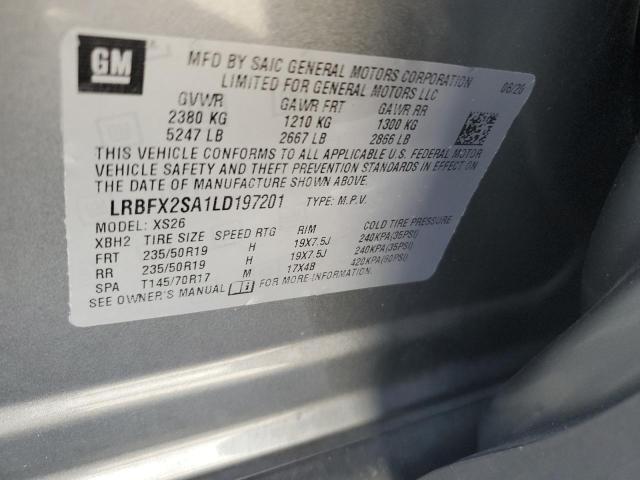 GM
MFD BY SAIC GENERAL MOTORS CORPORATION
LIMITED FOR GENERAL MOTORS LLC 08/20
GVWR GAWR FRT GAWR RR
2380 KG 1210 KG 1300 KG
5247 LB 2667 LB 2866 LB
THIS VEHICLE CONFORMS TO ALL APPLICABLE U.S. FEDERAL MOTOR
VEHICLE SAFETY AND THEFT PREVENTION STANDARDS IN EFFECT ON
THE DATE OF MANUFACTURE SHOWN ABOVE.
LRBFX2SA1LD197201 TYPE: M.P.V.
MODEL: XS26
XBH2 TIRE SIZE SPEED RTG RIM COLD TIRE PRESSURE
FRT 235/50R19 H 19X7.5J 240KPA(35PSI)
RR 235/50R19 H 19X7.5J 240KPA(35PSI)
SPA T145/70R17 M 17X4B 420KPA(60PSI)
SEE OWNER'S MANUAL